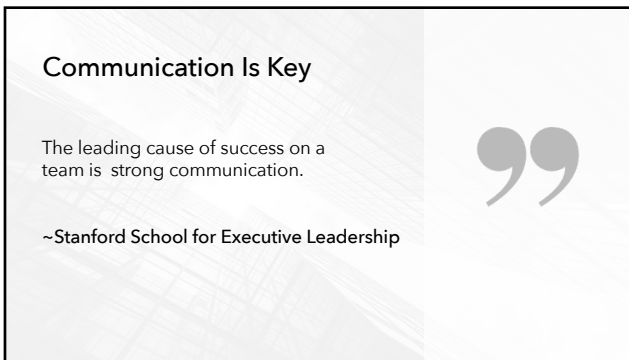 Communication Is Key
The leading cause of success on a
team is  strong communication.
~Stanford School for Executive Leadership
”